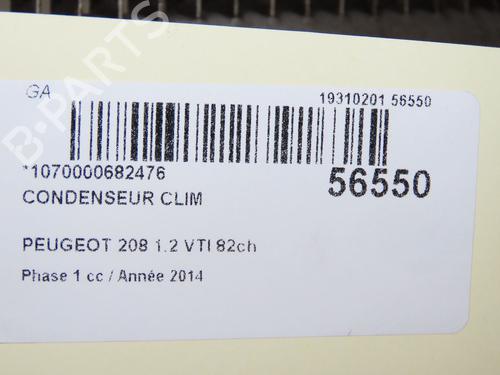 B-PARTS
GA
19310201 56550
*1070000682476
56550
CONDENSEUR CLIM
PEUGEOT 208 1.2 VTI 82ch
Phase 1 cc / Année 2014